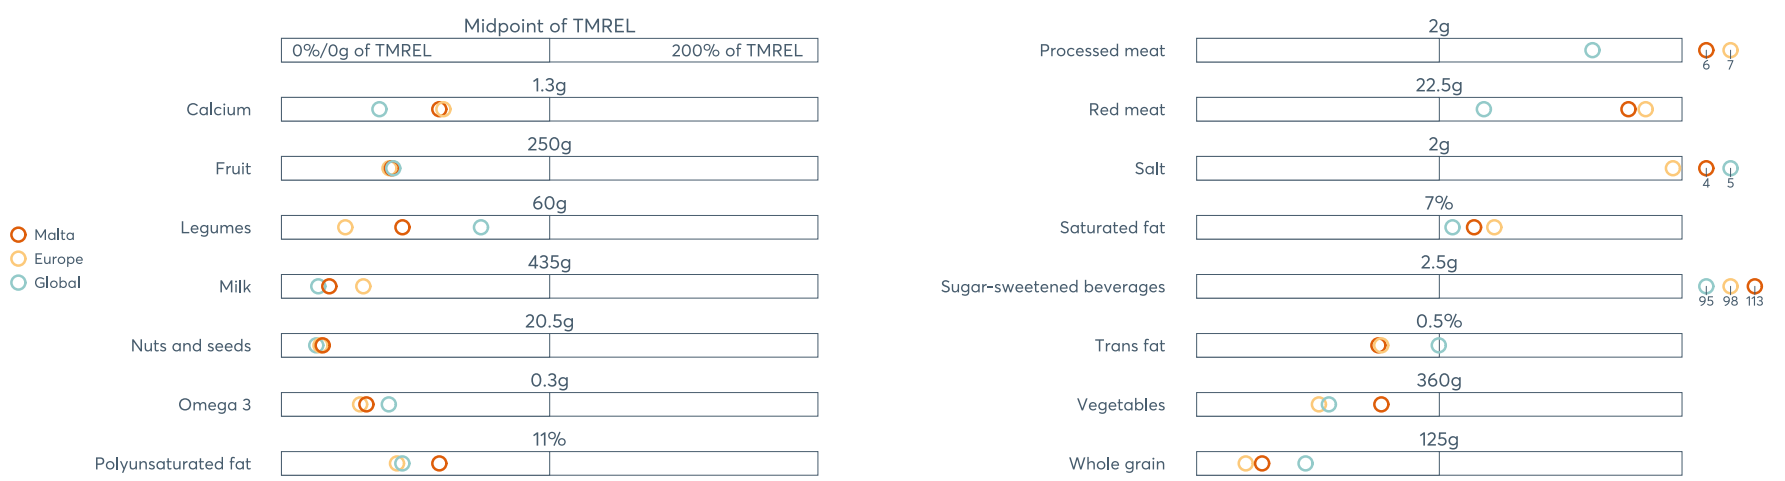 Midpoint of TMREL
0%/0g of TMREL
200% of TMREL
1.3g
Calcium
250g
Fruit
60g
Legumes
435g
Milk
20.5g
Nuts and seeds
0.3g
Omega 3
11%
Polyunsaturated fat
Malta
Europe
Global
2g
Processed meat
6 7
22.5g
Red meat
2g
Salt
4 5
7%
Saturated fat
2.5g
Sugar-sweetened beverages
95 98 113
0.5%
Trans fat
360g
Vegetables
125g
Whole grain